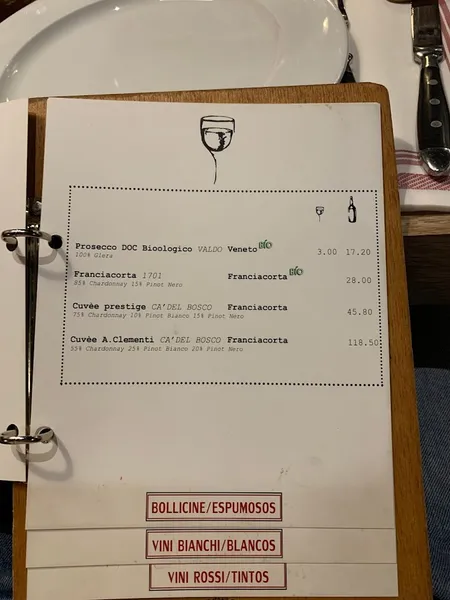 Prosecco DOC Bioologico VALDO Veneto BIO 3.00 17.20
100% Glera
Franciacorta 1701 Franciacorta BIO 28.00
85% Chardonnay 15% Pinot Nero
Cuvèe prestige CA'DEL BOSCO Franciacorta 45.80
75% Chardonnay 10% Pinot Bianco 15% Pinot Nero
Cuvèe A.Clementi CA'DEL BOSCO Franciacorta 118.50
55% Chardonnay 25% Pinot Bianco 20% Pinot Nero
BOLLICINE/ESPUMOSOS
VINI BIANCHI/BLANCOS
VINI ROSSI/TINTOS